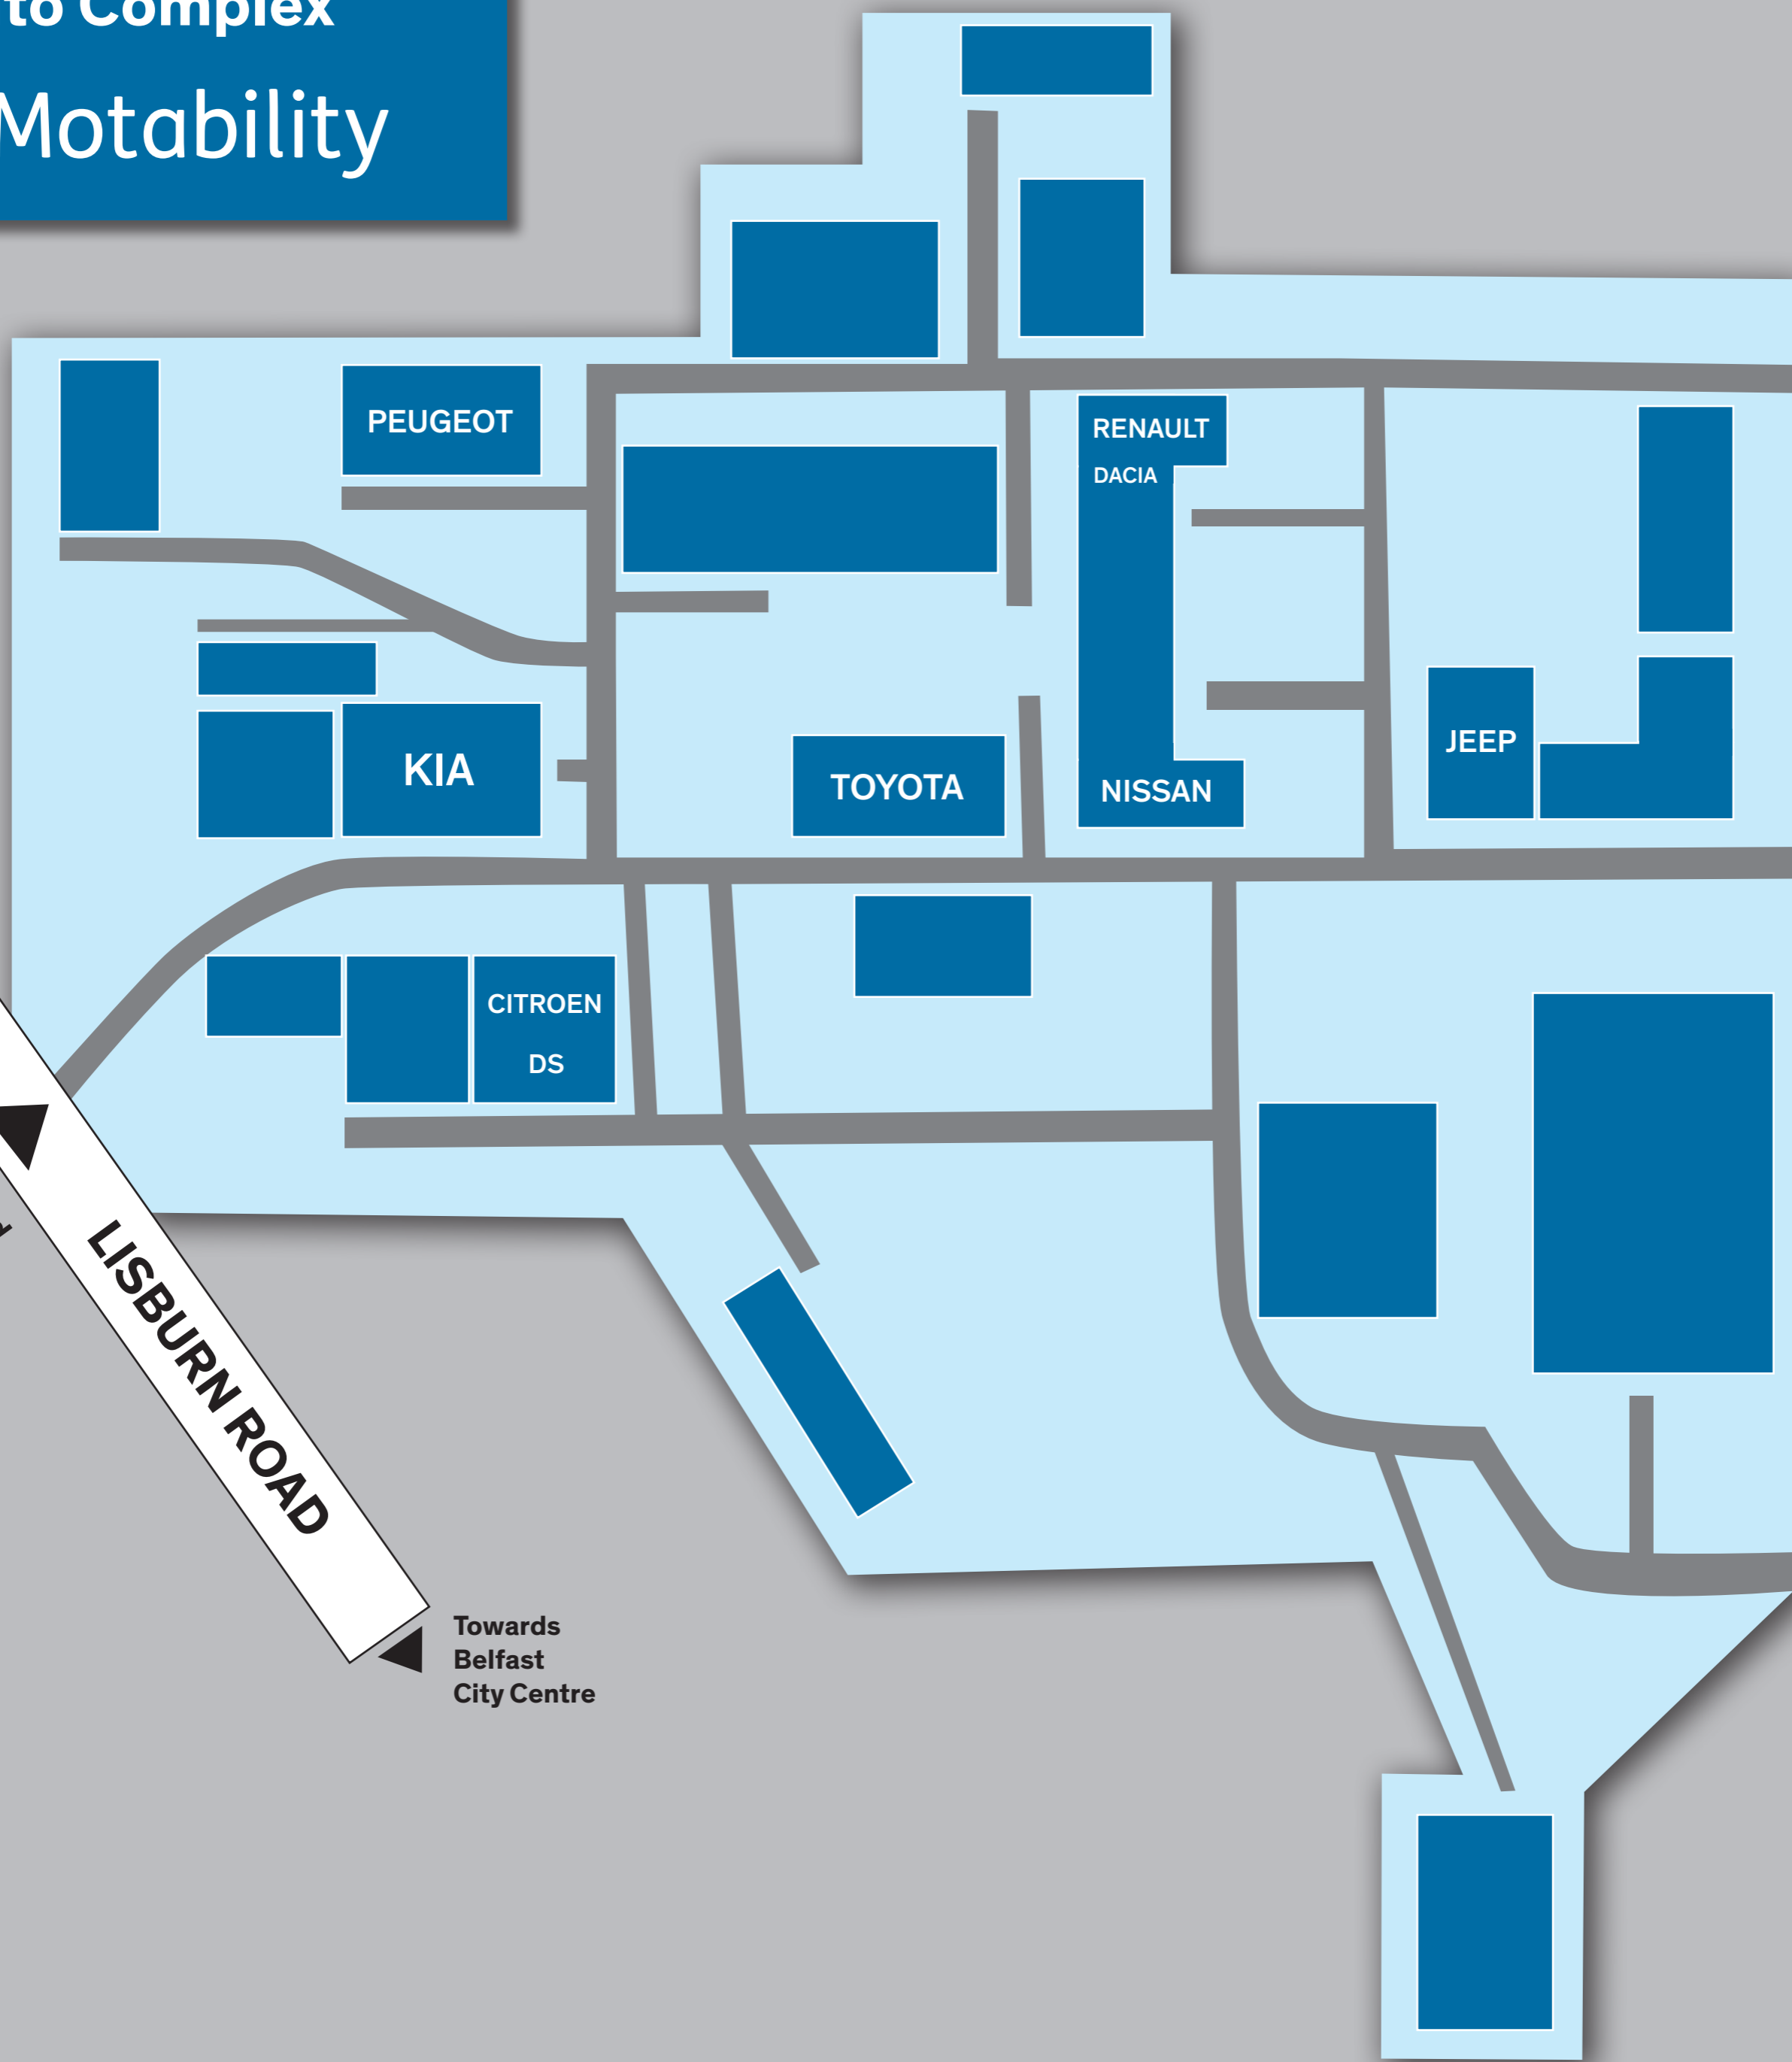 to Complex
Motability
PEUGEOT
RENAULT
DACIA
KIA
TOYOTA
NISSAN
JEEP
CITROEN
DS
LISBURN ROAD
Towards
Belfast
City Centre